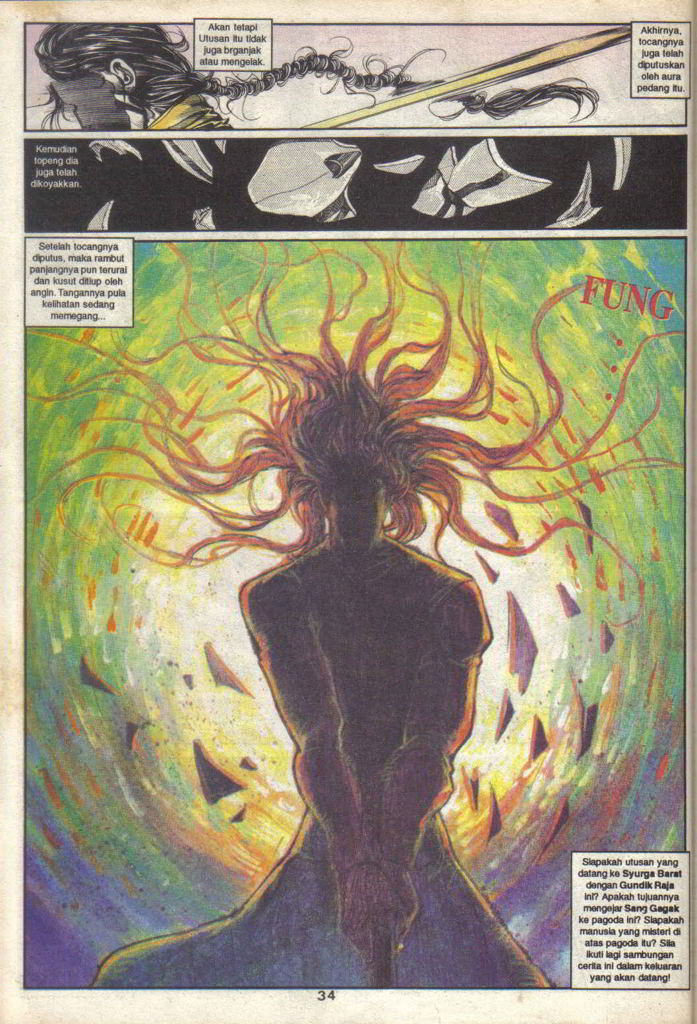 Akan tetapi
Utusan itu tidak
juga brganjak
atau mengelak.
Akhirnya,
tocangnya
juga telah
diputuskan
oleh aura
pedang itu.
Kemudian
topeng dia
juga telah
dikoyakkan.
Setelah tocangnya
diputus, maka rambut
panjangnya pun terurai
dan kusut ditiup oleh
angin. Tangannya pula
kelihatan sedang
memegang...
FUNG
Siapakah utusan yang
datang ke Syurga Barat
dengan Gundik Raja
ini? Apakah tujuannya
mengejar Sang Gagak
ke pagoda ini? Siapakah
manusia yang misteri di
atas pagoda itu? Sila
ikuti lagi sambungan
cerita ini dalam keluaran
yang akan datang!
34